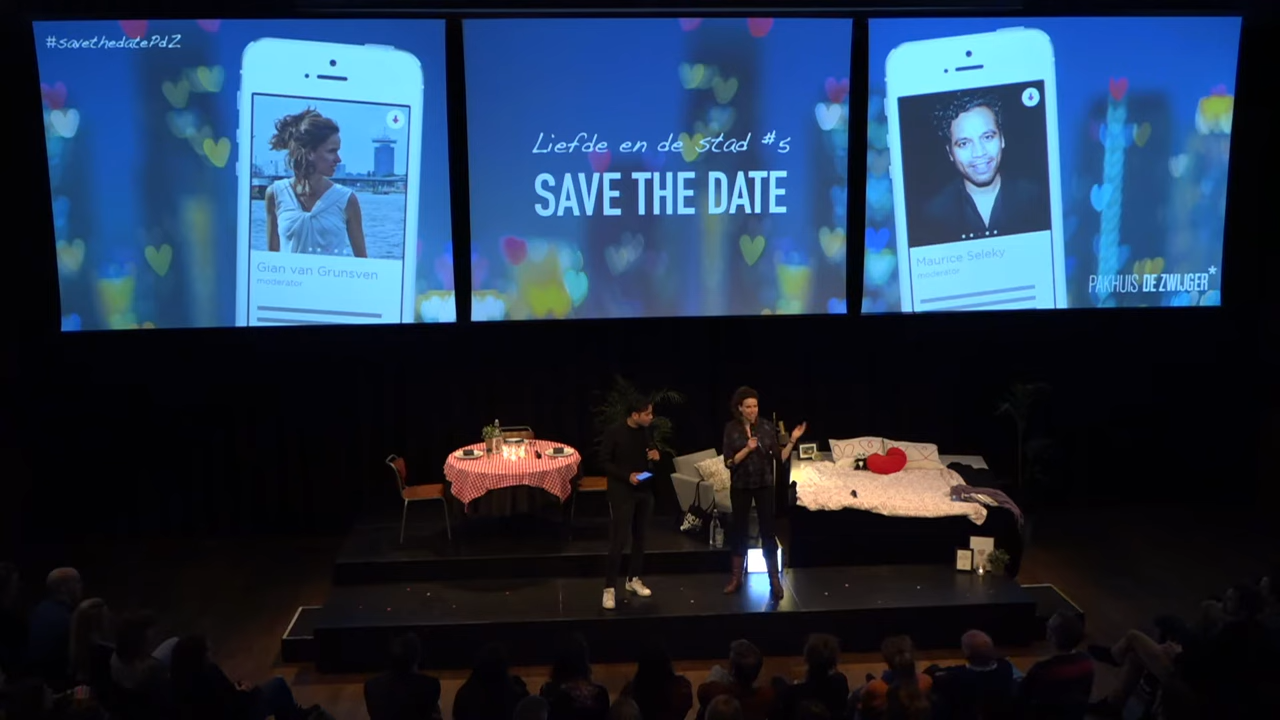 #savethedatePdZ
Gian van Grunsven
moderator
Liefde en de stad #5
SAVE THE DATE
Maurice Seleky
moderator
PAKHUIS DE ZWIJGER*